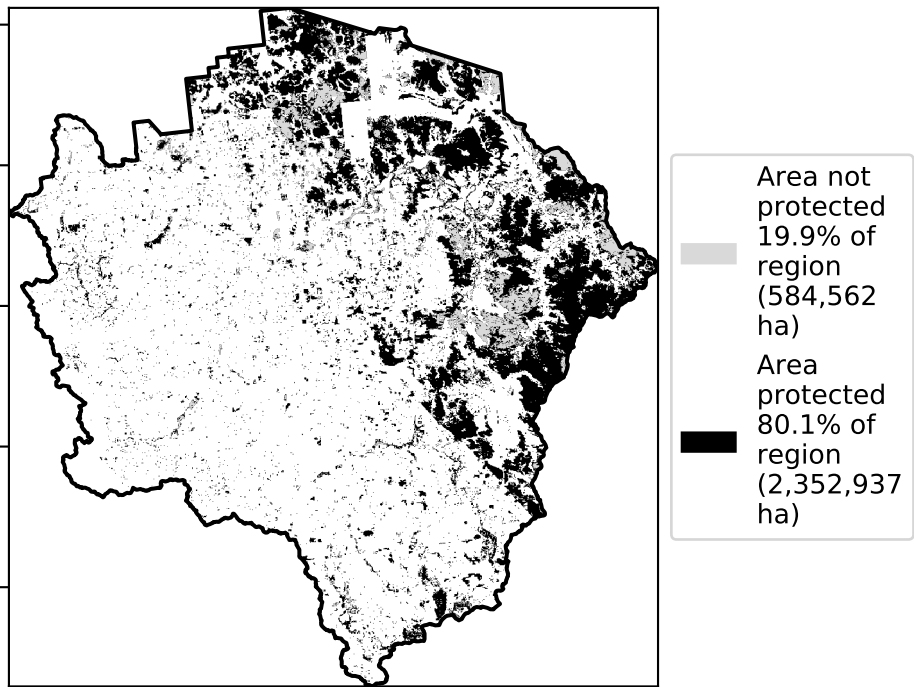 Area not
protected
19.9% of
region
(584,562
ha)
Area
protected
80.1% of
region
(2,352,937
ha)